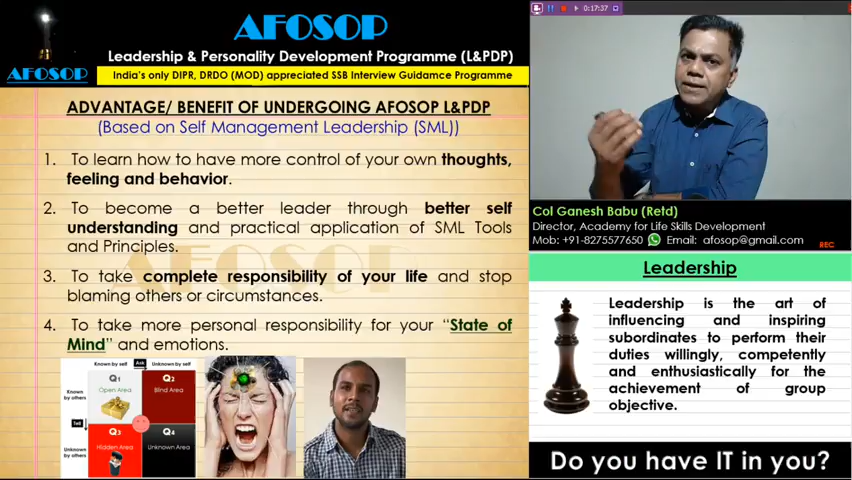 AFOSOP
Leadership & Personality Development Programme (L&PDP)
AFOSOP
India's only DIPR, DRDO (MOD) appreciated SSB Interview Guidamce Programme
ADVANTAGE/ BENEFIT OF UNDERGOING AFOSOP L&PDP
(Based on Self Management Leadership (SML))
1. To learn how to have more control of your own thoughts,
feeling and behavior.
2. To become a better leader through better self
understanding and practical application of SML Tools
and Principles.
AFOSOP
3. To take complete responsibility of your life and stop
blaming others or circumstances.
4. To take more personal responsibility for your "State of
Mind" and emotions.
Known by self
Ask
Unknown by self
Known by others
Q1
Open Area
Q2
Blind Area
Tell
Unknown by others
Q3
Hidden Area
Q4
Unknown Area
0:17:37
Col Ganesh Babu (Retd)
Director, Academy for Life Skills Development
Mob: +91-8275577650 Email: afosop@gmail.com
REC
Leadership
Leadership is the art of
influencing and inspiring
subordinates to perform their
duties willingly, competently
and enthusiastically for the
achievement of group
objective.
Do you have IT in you?